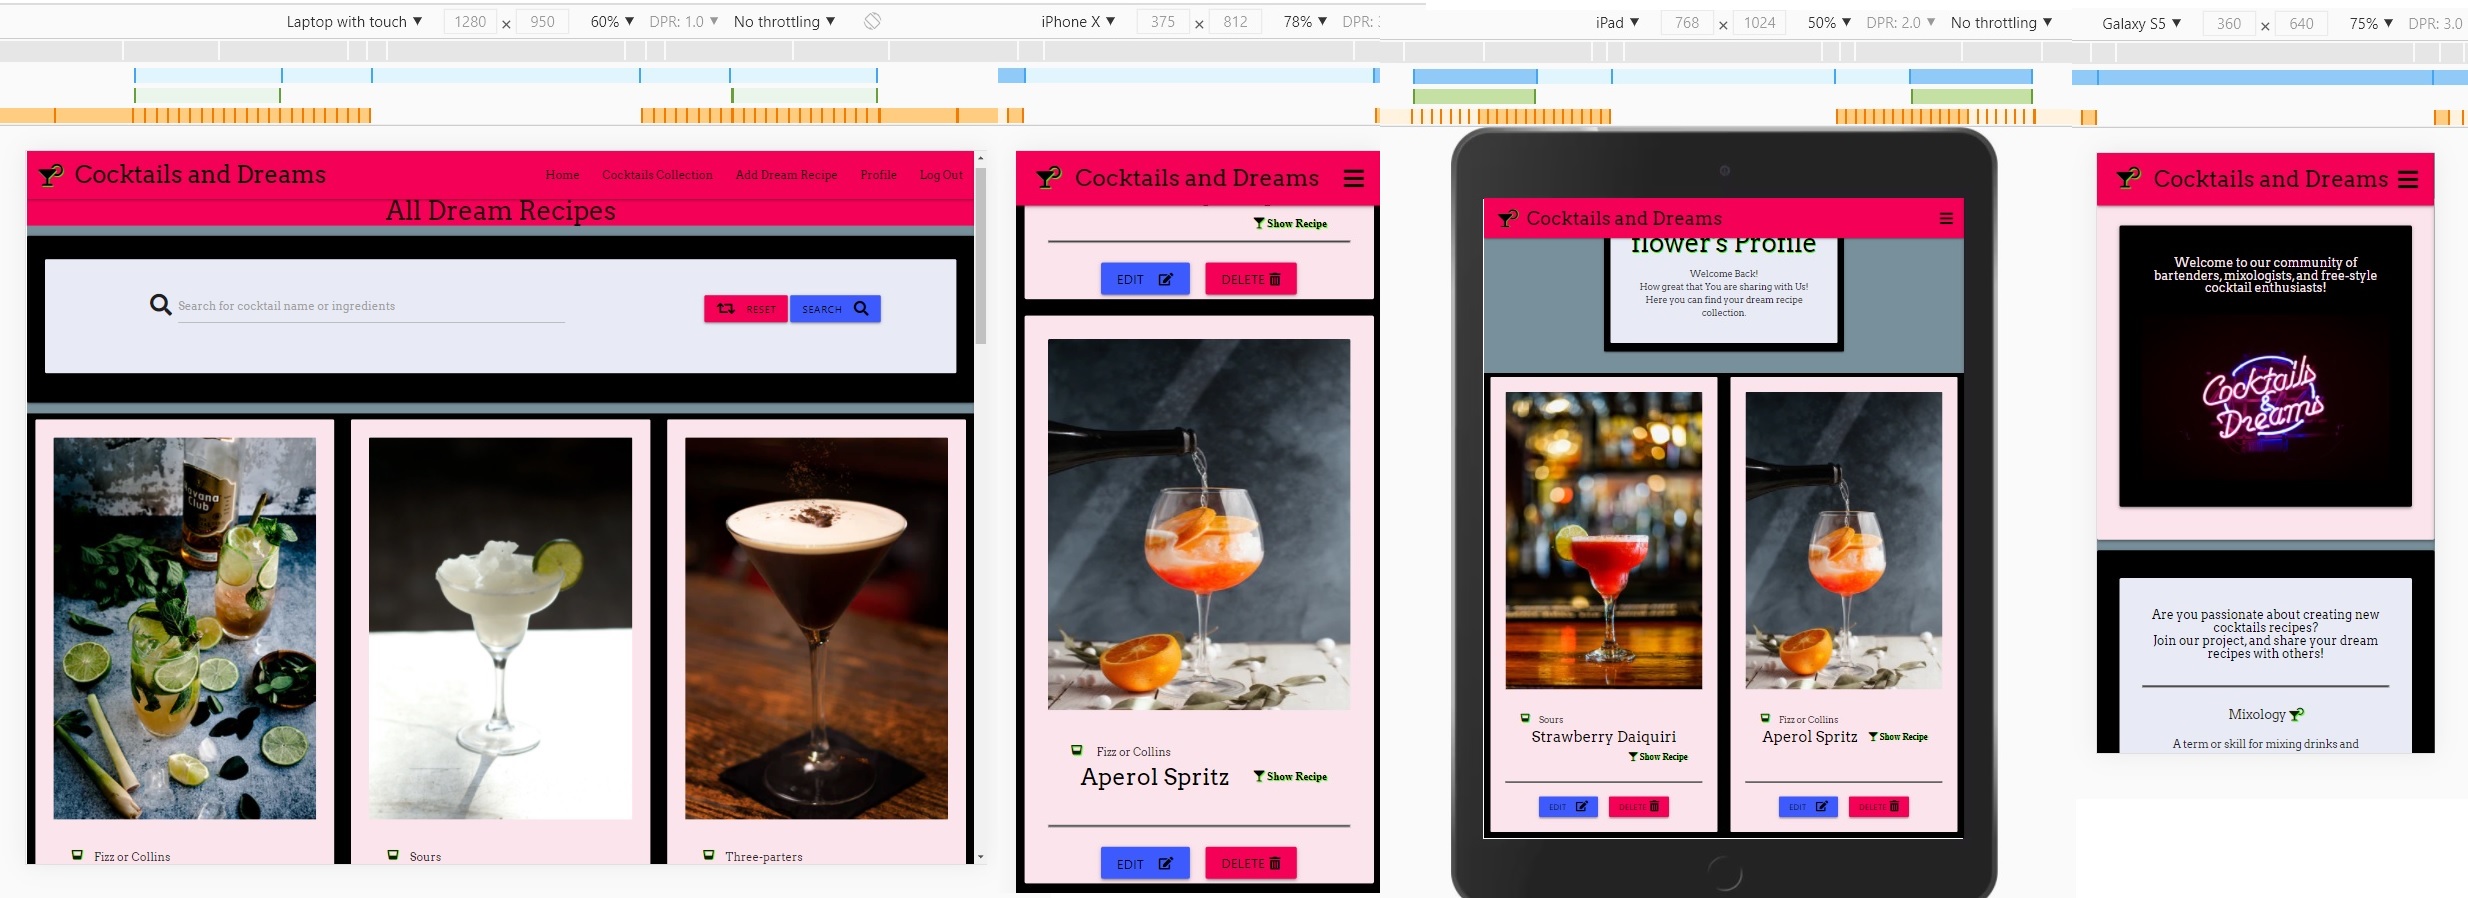 Laptop with touch ▼ 1280 × 950 60% ▼ DPR: 1.0 ▼ No throttling ▼
iPhone X ▼ 375 × 812 78% ▼ DPR:
iPad ▼ 768 × 1024 50% ▼ DPR: 2.0 ▼ No throttling ▼
Galaxy S5 ▼ 360 × 640 75% ▼ DPR: 3.0
Cocktails and Dreams
Home Cocktails Collection Add Dream Recipe Profile Log Out
All Dream Recipes
Search for cocktail name or ingredients
RESET SEARCH
Havana
Club
Fizz or Collins
Sours
Three-parters
Cocktails and Dreams
Show Recipe
EDIT DELETE
Fizz or Collins
Aperol Spritz Show Recipe
EDIT DELETE
Cocktails and Dreams
flower's Profile
Welcome Back!
How great that You are sharing with Us!
Here you can find your dream recipe
collection.
Sours
Strawberry Daiquiri
Show Recipe
EDIT DELETE
Fizz or Collins
Aperol Spritz Show Recipe
EDIT DELETE
Cocktails and Dreams
Welcome to our community of
bartenders, mixologists, and free-style
cocktail enthusiasts!
Cocktails
&
Dreams
Are you passionate about creating new
cocktails recipes?
Join our project, and share your dream
recipes with others!
Mixology
A term or skill for mixing drinks and